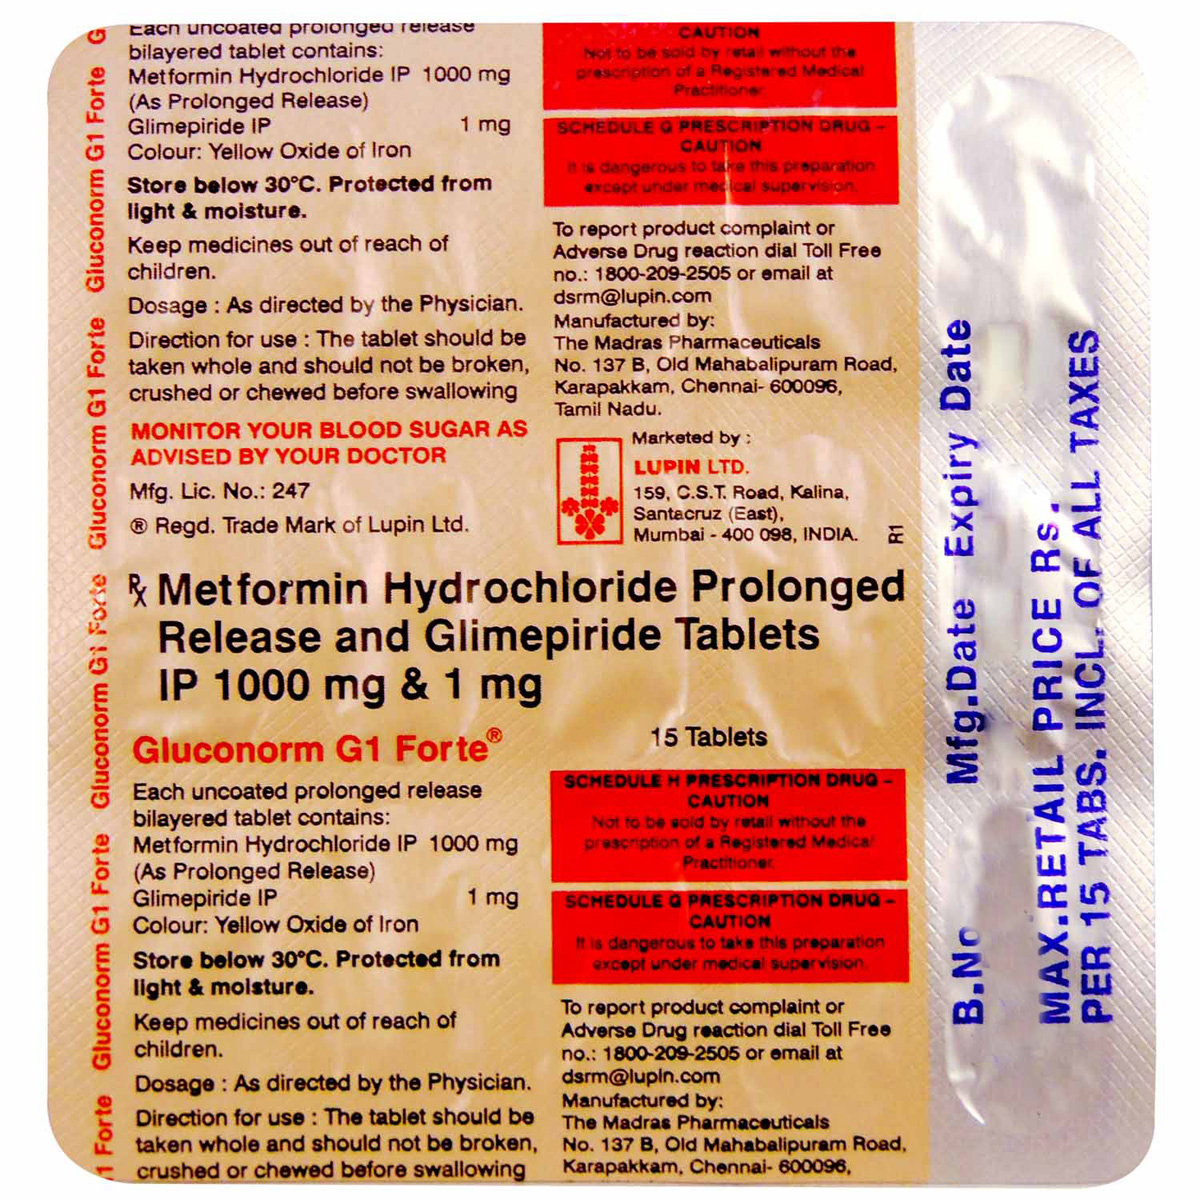 Each uncoated prolonged release
bilayered tablet contains:
Metformin Hydrochloride IP 1000 mg
(As Prolonged Release)
Glimepiride IP 1 mg
Colour: Yellow Oxide of Iron
Store below 30°C. Protected from
light & moisture.
Keep medicines out of reach of
children.
Dosage : As directed by the Physician.
Direction for use : The tablet should be
taken whole and should not be broken,
crushed or chewed before swallowing
MONITOR YOUR BLOOD SUGAR AS
ADVISED BY YOUR DOCTOR
Mfg. Lic. No.: 247
® Regd. Trade Mark of Lupin Ltd.
CAUTION
Not to be sold by retail without the
prescription of a Registered Medical
Practitioner.
SCHEDULE G PRESCRIPTION DRUG –
CAUTION
It is dangerous to take this preparation
except under medical supervision.
To report product complaint or
Adverse Drug reaction dial Toll Free
no.: 1800-209-2505 or email at
dsrm@lupin.com
Manufactured by:
The Madras Pharmaceuticals
No. 137 B, Old Mahabalipuram Road,
Karapakkam, Chennai- 600096,
Tamil Nadu.
Marketed by :
LUPIN LTD.
159, C.S.T. Road, Kalina,
Santacruz (East),
Mumbai - 400 098, INDIA.
R1
℞ Metformin Hydrochloride Prolonged
Release and Glimepiride Tablets
IP 1000 mg & 1 mg
Gluconorm G1 Forte®
15 Tablets
Each uncoated prolonged release
bilayered tablet contains:
Metformin Hydrochloride IP 1000 mg
(As Prolonged Release)
Glimepiride IP 1 mg
Colour: Yellow Oxide of Iron
Store below 30°C. Protected from
light & moisture.
Keep medicines out of reach of
children.
Dosage : As directed by the Physician.
Direction for use : The tablet should be
taken whole and should not be broken,
crushed or chewed before swallowing
SCHEDULE H PRESCRIPTION DRUG –
CAUTION
Not to be sold by retail without the
prescription of a Registered Medical
Practitioner.
SCHEDULE G PRESCRIPTION DRUG –
CAUTION
It is dangerous to take this preparation
except under medical supervision.
To report product complaint or
Adverse Drug reaction dial Toll Free
no.: 1800-209-2505 or email at
dsrm@lupin.com
Manufactured by:
The Madras Pharmaceuticals
No. 137 B, Old Mahabalipuram Road,
Karapakkam, Chennai- 600096,
1 Forte Gluconorm G1 Forte Gluconorm G1 Forte Gluconorm G1 Forte Gluconorm G1 Forte G
B.No Mfg.Date Expiry Date
MAX.RETAIL PRICE Rs.
PER 15 TABS. INCL. OF ALL TAXES